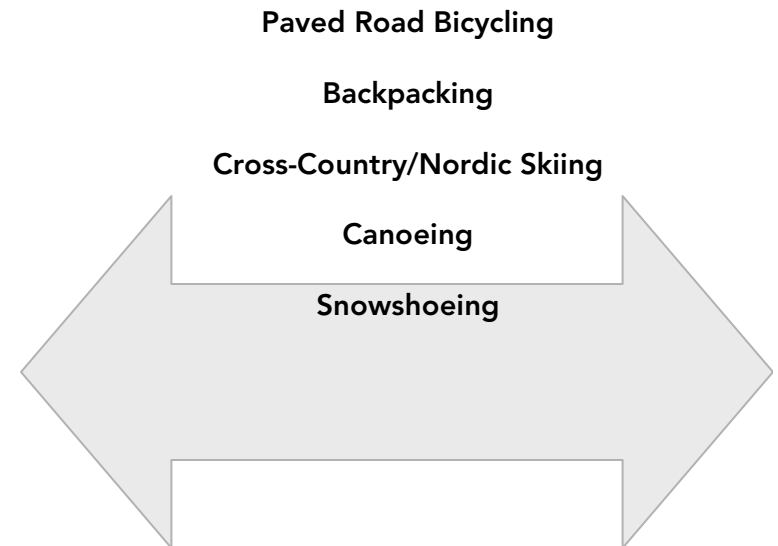 Paved Road Bicycling
Backpacking
Cross-Country/Nordic Skiing
Canoeing
Snowshoeing